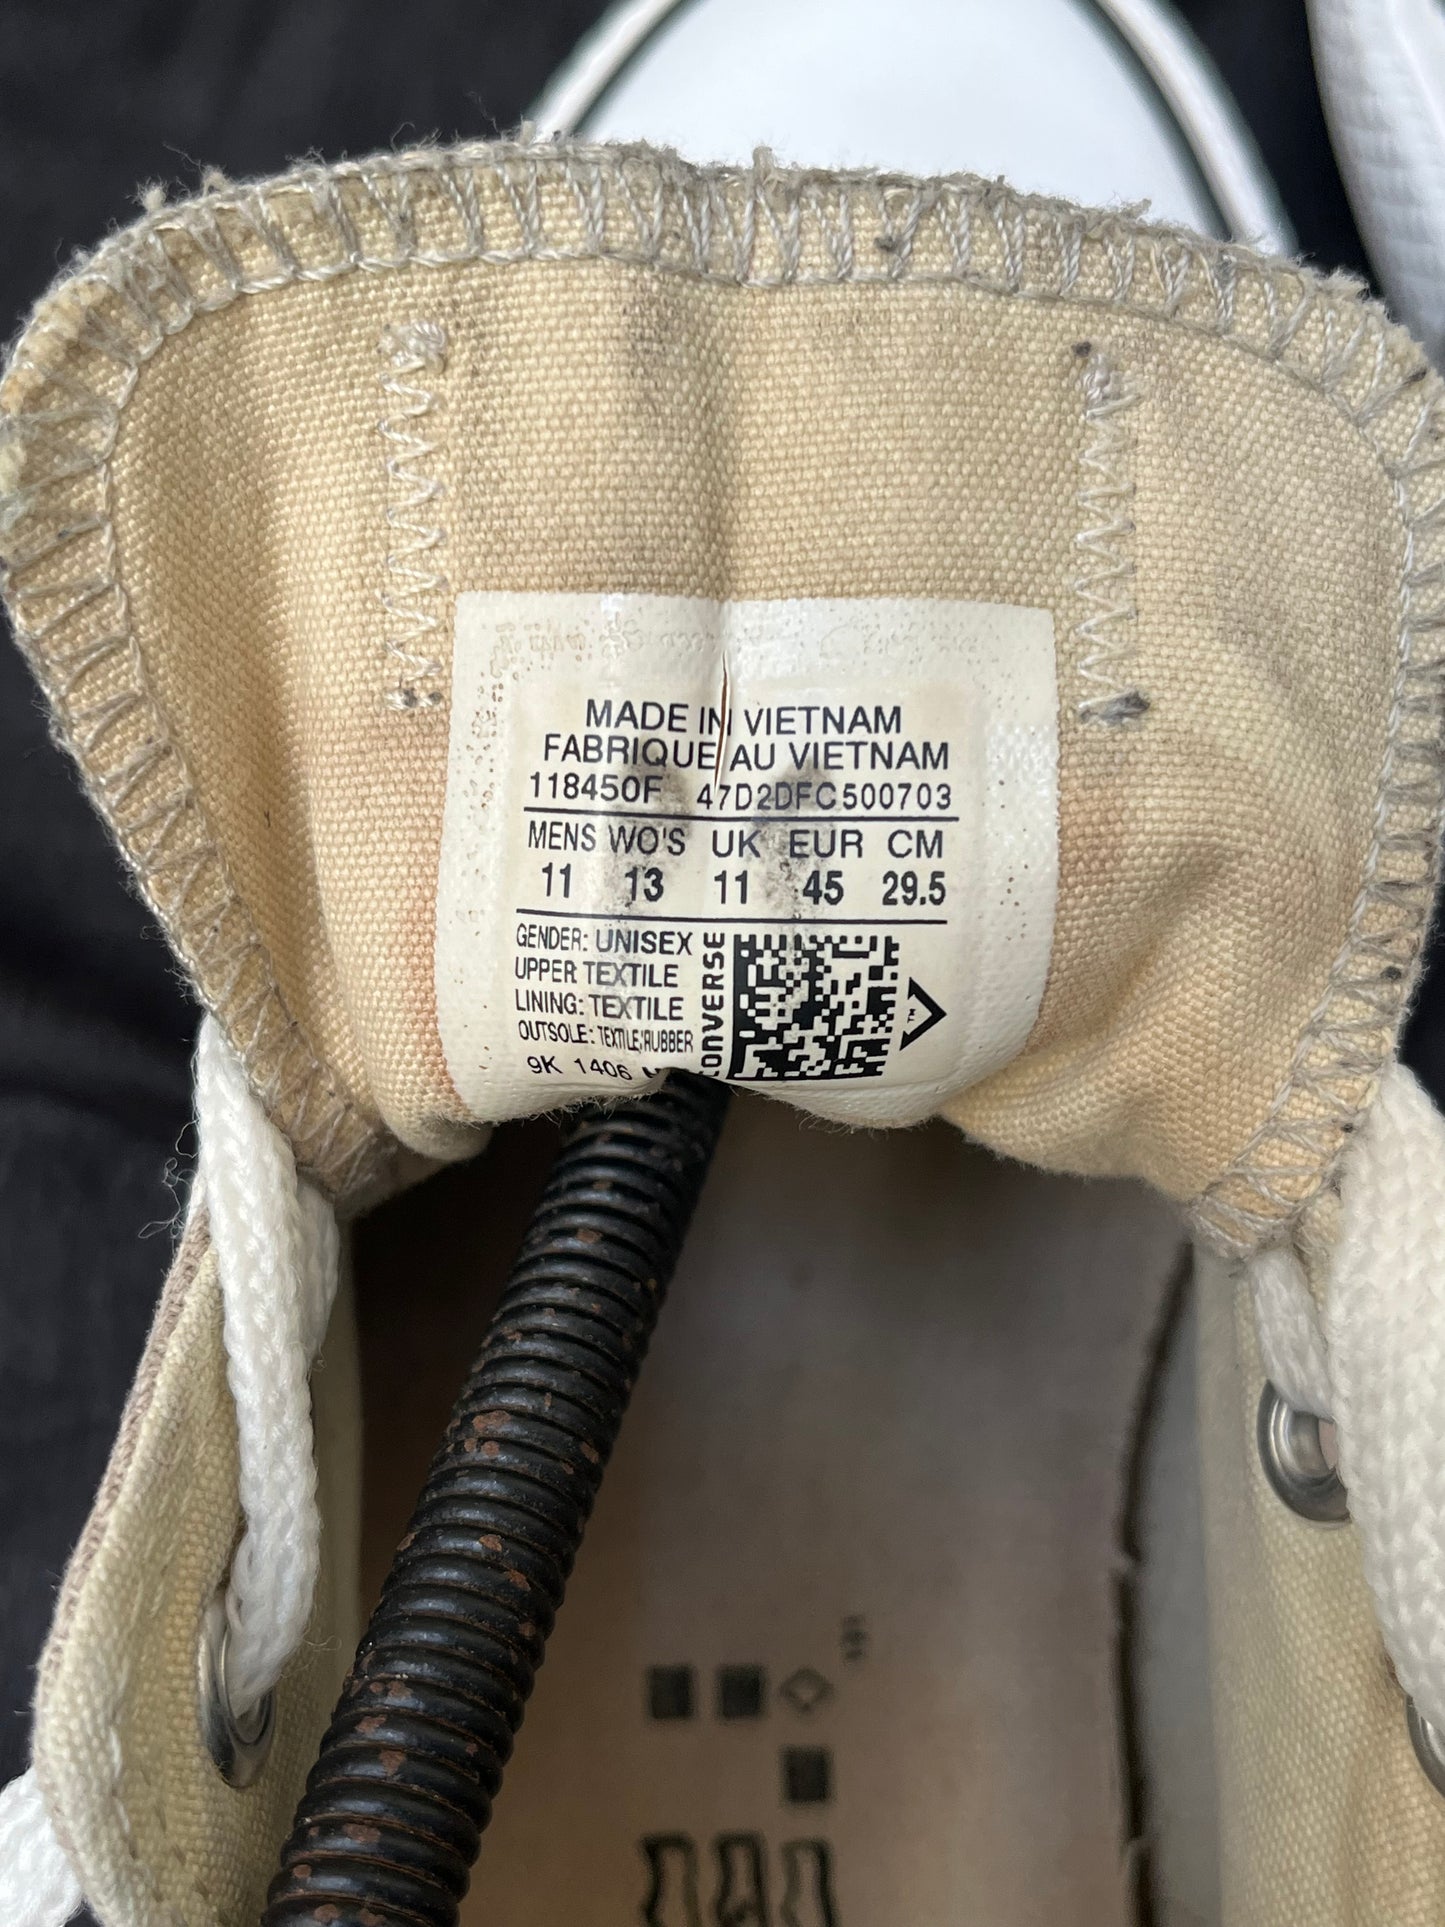 MADE IN VIETNAM
FABRIQUE AU VIETNAM
118450F 47D2DFC500703
MENS WO'S UK EUR CM
11 13 11 45 29.5
GENDER: UNISEX
UPPER TEXTILE
LINING: TEXTILE
OUTSOLE: TEXTILE/RUBBER
9K 1406
CONVERSE
TM